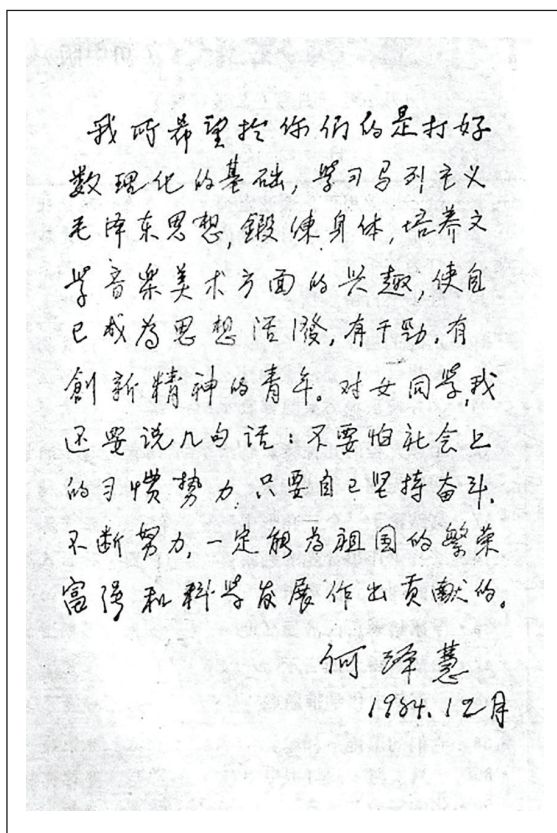 我所希望於你们的是打好
数理化的基础,学习马列主义
毛泽东思想,鍛煉身体,培养文
学音乐美术方面的兴趣,使自
己成为思想活潑,有干勁,有
創新精神的青年。对女同学,我
还要说几句话:不要怕社会上
的习惯势力,只要自己坚持奋斗,
不断努力,一定能为祖国的繁荣
富强和科学发展作出贡献的。
何泽慧
1984.12月